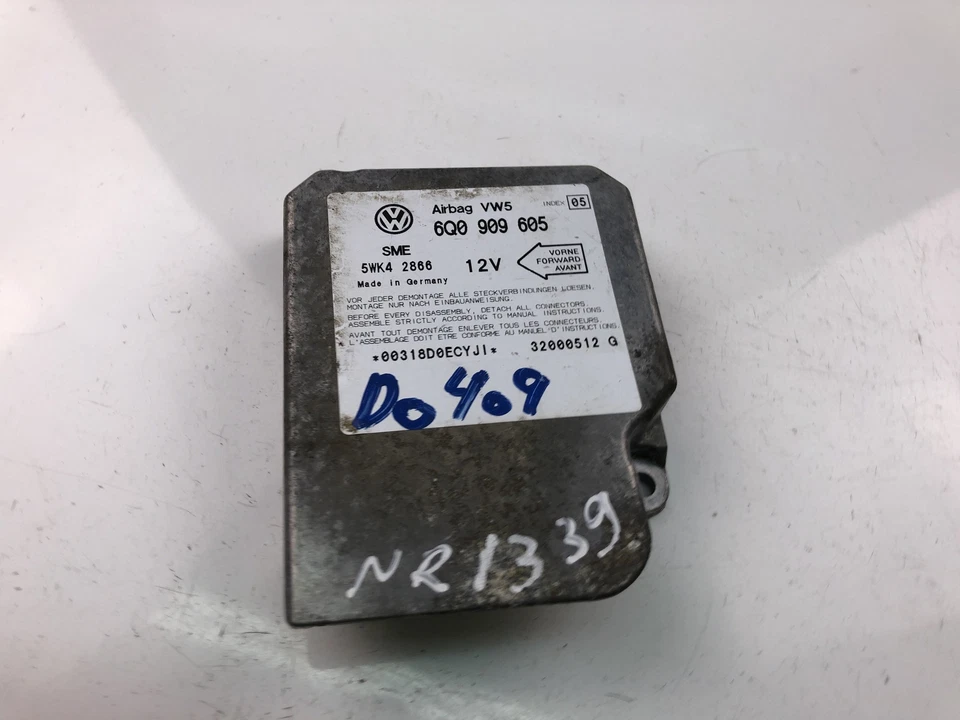 Airbag VW5 INDEX 05
6Q0 909 605
SME
5WK4 2866 12V
VORNE
FORWARD
AVANT
Made in Germany
VOR JEDER DEMONTAGE ALLE STECKVERBINDUNGEN LOESEN.
MONTAGE NUR NACH EINBAUANWEISUNG.
BEFORE EVERY DISASSEMBLY, DETACH ALL CONNECTORS.
ASSEMBLE STRICTLY ACCORDING TO MANUAL INSTRUCTIONS.
AVANT TOUT DEMONTAGE ENLEVER TOUS LES CONNECTEURS.
L'ASSEMBLAGE DOIT ETRE CONFORME AU MANUEL'D'INSTRUCTIONS.
*00318D0ECYJI* 32000512 G
Do409
NR1339